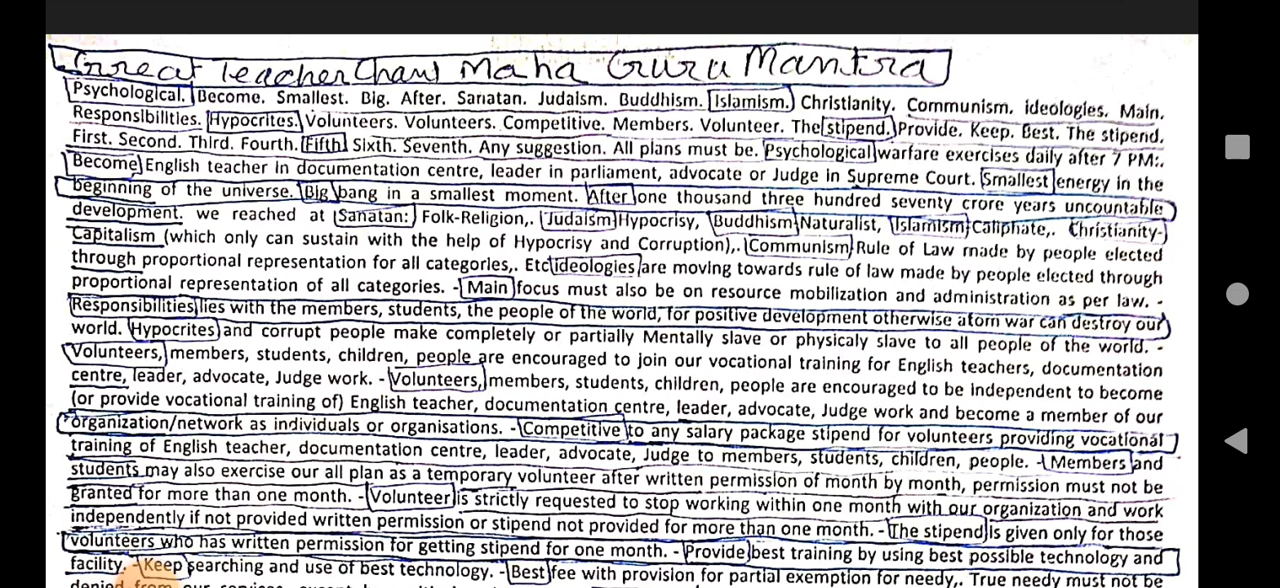 Great Teacher Chant Maha Guru Mantra
Psychological. Become. Smallest. Big. After. Sanatan. Judaism. Buddhism. Islamism. Christianity. Communism. ideologies. Main.
Responsibilities. Hypocrites. Volunteers. Volunteers. Competitive. Members. Volunteer. The stipend. Provide. Keep. Best. The stipend.
First. Second. Third. Fourth. Fifth. Sixth. Seventh. Any suggestion. All plans must be. Psychological warfare exercises daily after 7 PM:.
Become English teacher in documentation centre, leader in parliament, advocate or Judge in Supreme Court. Smallest energy in the
beginning of the universe. Big bang in a smallest moment. After one thousand three hundred seventy crore years uncountable
development. we reached at Sanatan: Folk-Religion,. Judaism Hypocrisy, Buddhism Naturalist, Islamism Caliphate,. Christianity-
Capitalism (which only can sustain with the help of Hypocrisy and Corruption),. Communism Rule of Law made by people elected
through proportional representation for all categories,. Etc ideologies are moving towards rule of law made by people elected through
proportional representation of all categories. - Main focus must also be on resource mobilization and administration as per law. -
Responsibilities lies with the members, students, the people of the world, for positive development otherwise atom war can destroy our
world. Hypocrites and corrupt people make completely or partially Mentally slave or physicaly slave to all people of the world. -
Volunteers, members, students, children, people are encouraged to join our vocational training for English teachers, documentation
centre, leader, advocate, Judge work. - Volunteers, members, students, children, people are encouraged to be independent to become
(or provide vocational training of) English teacher, documentation centre, leader, advocate, Judge work and become a member of our
organization/network as individuals or organisations. - Competitive to any salary package stipend for volunteers providing vocational
training of English teacher, documentation centre, leader, advocate, Judge to members, students, children, people. - Members and
students may also exercise our all plan as a temporary volunteer after written permission of month by month, permission must not be
granted for more than one month. - Volunteer is strictly requested to stop working within one month with our organization and work
independently if not provided written permission or stipend not provided for more than one month. - The stipend is given only for those
volunteers who has written permission for getting stipend for one month. - Provide best training by using best possible technology and
facility. - Keep searching and use of best technology. - Best fee with provision for partial exemption for needy,. True needy must not be
denied from our services